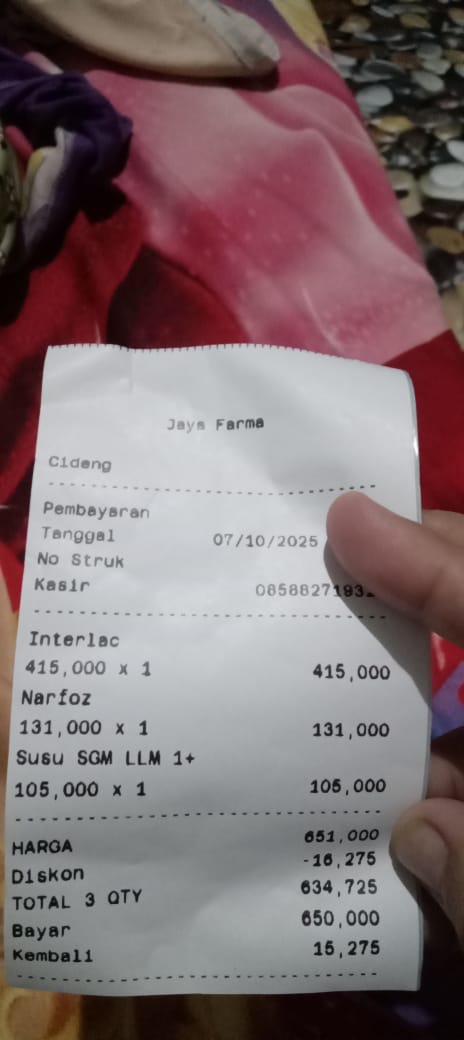 Jaya Farma
Cideng
Pembayaran
Tanggal 07/10/2025
No Struk
Kasir
Interlac
415,000 x 1 415,000
Narfoz
131,000 x 1 131,000
Susu SGM LLM 1+
105,000 x 1 105,000
HARGA 651,000
Diskon -16,275
TOTAL 3 QTY 634,725
Bayar 650,000
Kembali 15,275